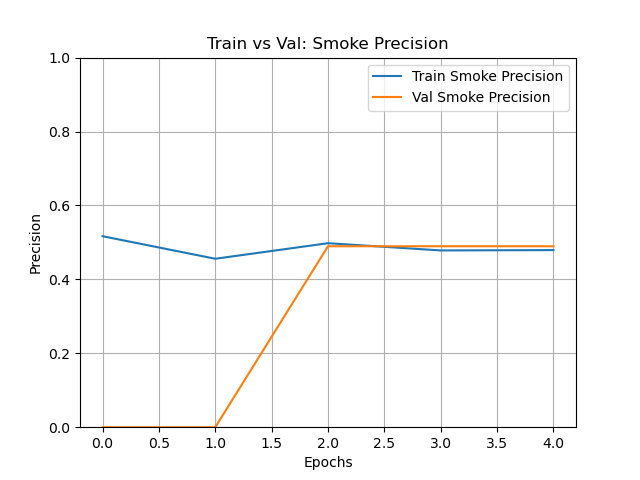 Train vs Val: Smoke Precision
Train Smoke Precision
Val Smoke Precision
1.0
0.8
0.6
0.4
0.2
0.0
Precision
0.0 0.5 1.0 1.5 2.0 2.5 3.0 3.5 4.0
Epochs